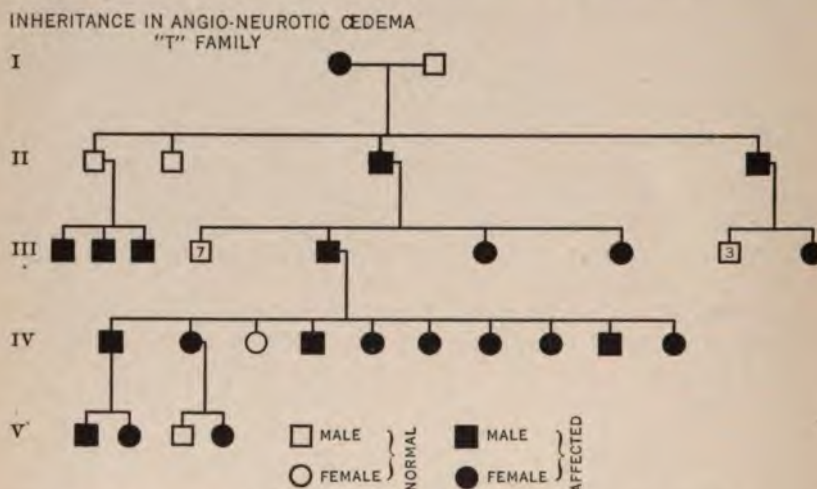 INHERITANCE IN ANGIO-NEUROTIC ŒDEMA
"T" FAMILY
I
II
III
7
3
IV
V
MALE
FEMALE
NORMAL
MALE
FEMALE
AFFECTED